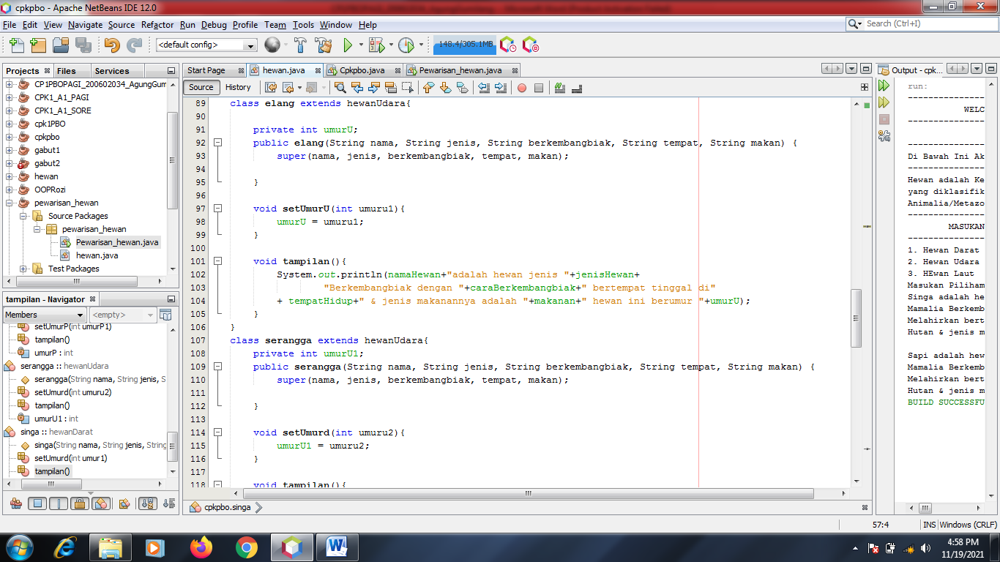 cpkpbo - Apache NetBeans IDE 12.0
File Edit View Navigate Source Refactor Run Debug Profile Team Tools Window Help
Search (Ctrl+I)
<default config>
148.4/305.1MB
Projects Files Services
CP1PBOPAGI_200602034_AgungGum
CPK1_A1_PAGI
CPK1_A1_SORE
cpk1PBO
cpkpbo
gabut1
gabut2
hewan
OOPRozi
pewarisan_hewan
Source Packages
pewarisan_hewan
Pewarisan_hewan.java
hewan.java
Test Packages
tampilan - Navigator
Members <empty>
setUmurP(int umurP1)
tampilan()
umurP : int
serangga :: hewanUdara
serangga(String nama, String jenis, S
setUmurd(int umuru2)
tampilan()
umurU1 : int
singa :: hewanDarat
singa(String nama, String jenis, String
setUmurd(int umur1)
tampilan()
Start Page hewan.java Cpkpbo.java Pewarisan_hewan.java
Source History
89 class elang extends hewanUdara{
90
91 private int umurU;
92 public elang(String nama, String jenis, String berkembangbiak, String tempat, String makan) {
93 super(nama, jenis, berkembangbiak, tempat, makan);
94
95 }
96
97 void setUmurU(int umuru1){
98 umurU = umuru1;
99 }
100
101 void tampilan(){
102 System.out.println(namaHewan+"adalah hewan jenis "+jenisHewan+
103 "Berkembangbiak dengan "+caraBerkembangbiak+" bertempat tinggal di"
104 + tempatHidup+" & jenis makanannya adalah "+makanan+" hewan ini berumur "+umurU);
105 }
106 }
107 class serangga extends hewanUdara{
108 private int umurU1;
109 public serangga(String nama, String jenis, String berkembangbiak, String tempat, String makan) {
110 super(nama, jenis, berkembangbiak, tempat, makan);
111
112 }
113
114 void setUmurd(int umuru2){
115 umurU1 = umuru2;
116 }
117
118 void tampilan(){
cpkpbo.singa
Output - cpk...
run:
-----------------
WELC
-----------------

-----------------
Di Bawah Ini Ak
-----------------
Hewan adalah Ke
yang diklasifik
Animalia/Metazo
-----------------
MASUKAN
-----------------
1. Hewan Darat
2. Hewan Udara
3. HEwan Laut
Masukan Piliham
Singa adalah he
Mamalia Berkemb
Melahirkan bert
Hutan & jenis m

Sapi adalah hew
Mamalia Berkemb
Melahirkan bert
Hutan & jenis m
BUILD SUCCESSFU
57:4 INS Windows (CRLF)
4:58 PM
11/19/2021